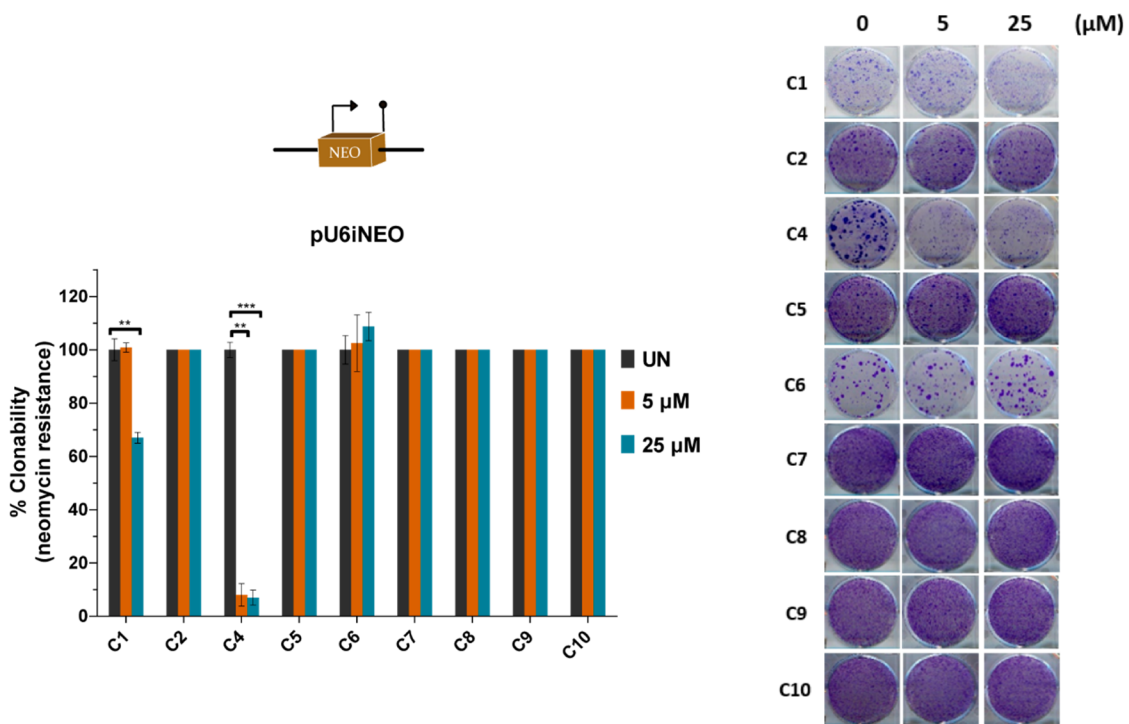 NEO
pU6iNEO
% Clonability
(neomycin resistance)
120
100
80
60
40
20
0
** 
***
**
C1
C2
C4
C5
C6
C7
C8
C9
C10
UN
5 µM
25 µM
0 5 25 (µM)
C1
C2
C4
C5
C6
C7
C8
C9
C10